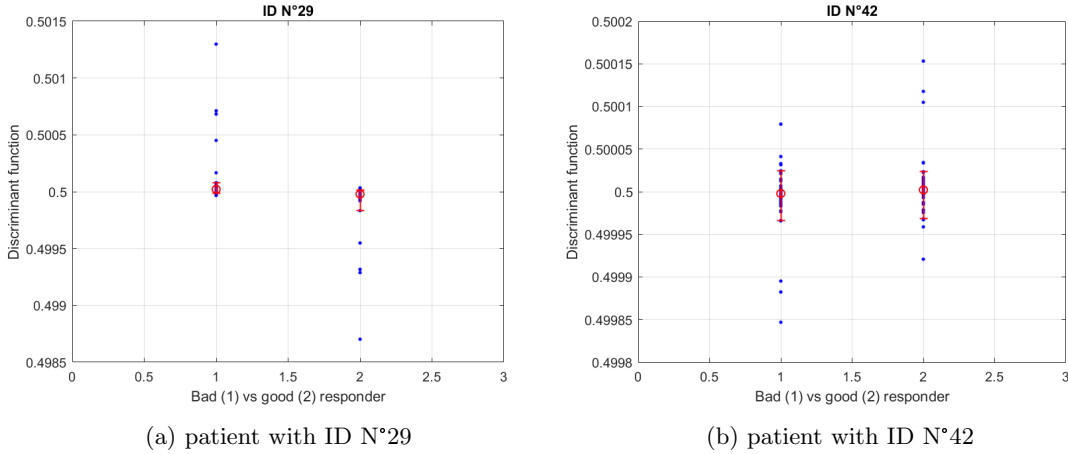 ID N°29
0.5015
0.501
0.5005
0.5
0.4995
0.499
0.4985
Discriminant function
0 0.5 1 1.5 2 2.5 3
Bad (1) vs good (2) responder
(a) patient with ID N°29
ID N°42
0.5002
0.50015
0.5001
0.50005
0.5
0.49995
0.4999
0.49985
0.4998
Discriminant function
0 0.5 1 1.5 2 2.5 3
Bad (1) vs good (2) responder
(b) patient with ID N°42